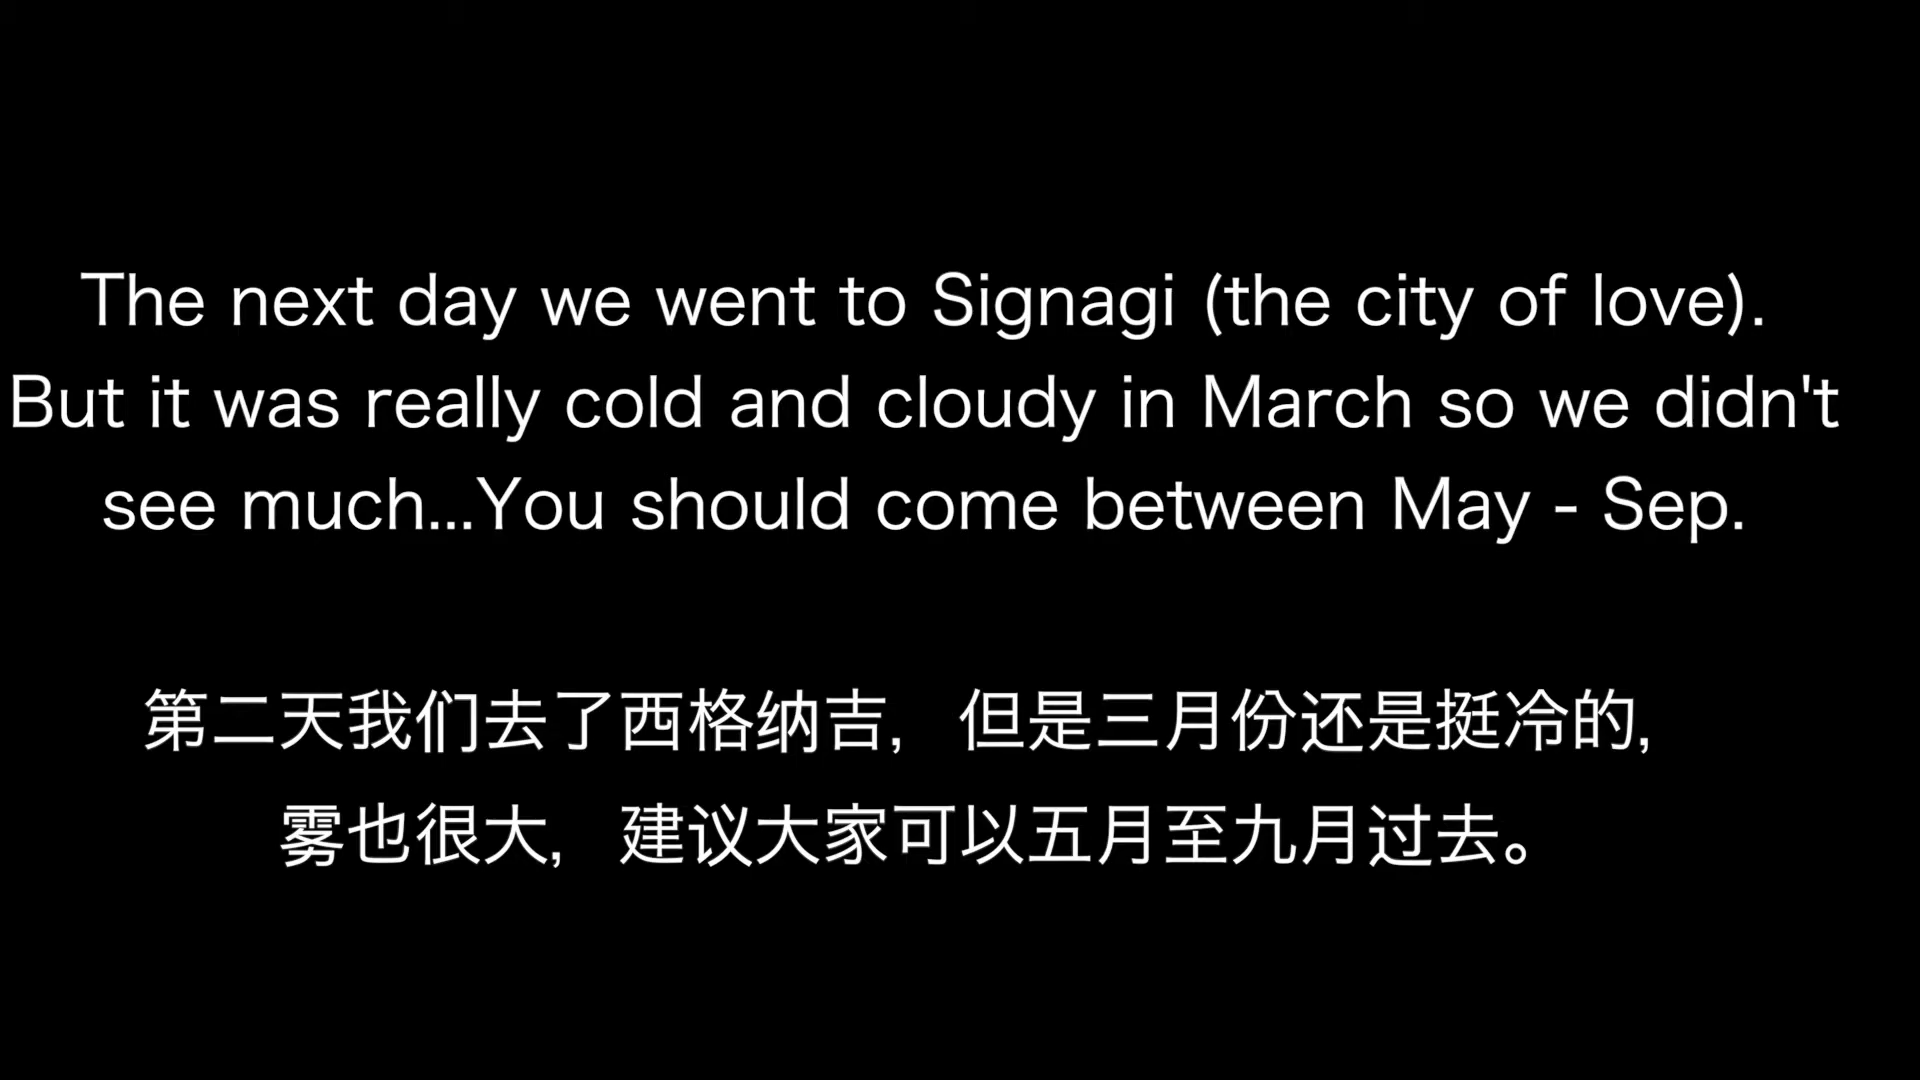 The next day we went to Signagi (the city of love).
But it was really cold and cloudy in March so we didn't
see much...You should come between May - Sep.
第二天我们去了西格纳吉，但是三月份还是挺冷的，
雾也很大，建议大家可以五月至九月过去。